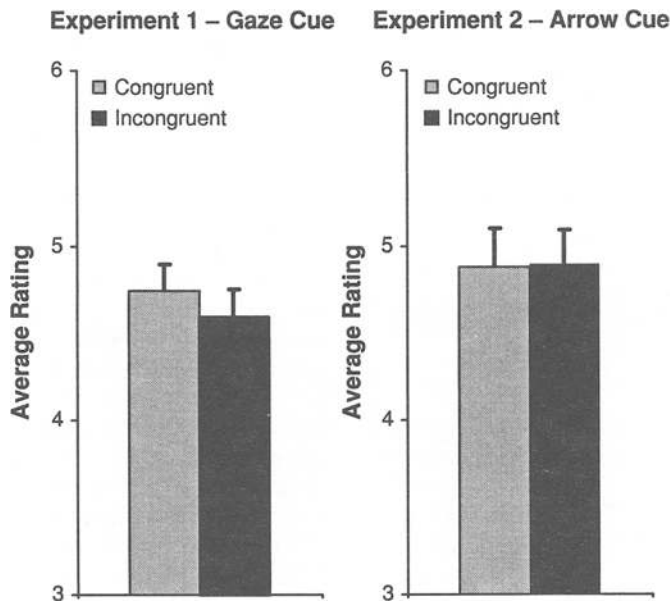 Experiment 1 – Gaze Cue
6
Congruent
Incongruent
5
4
3
Average Rating
Experiment 2 – Arrow Cue
6
Congruent
Incongruent
5
4
3
Average Rating